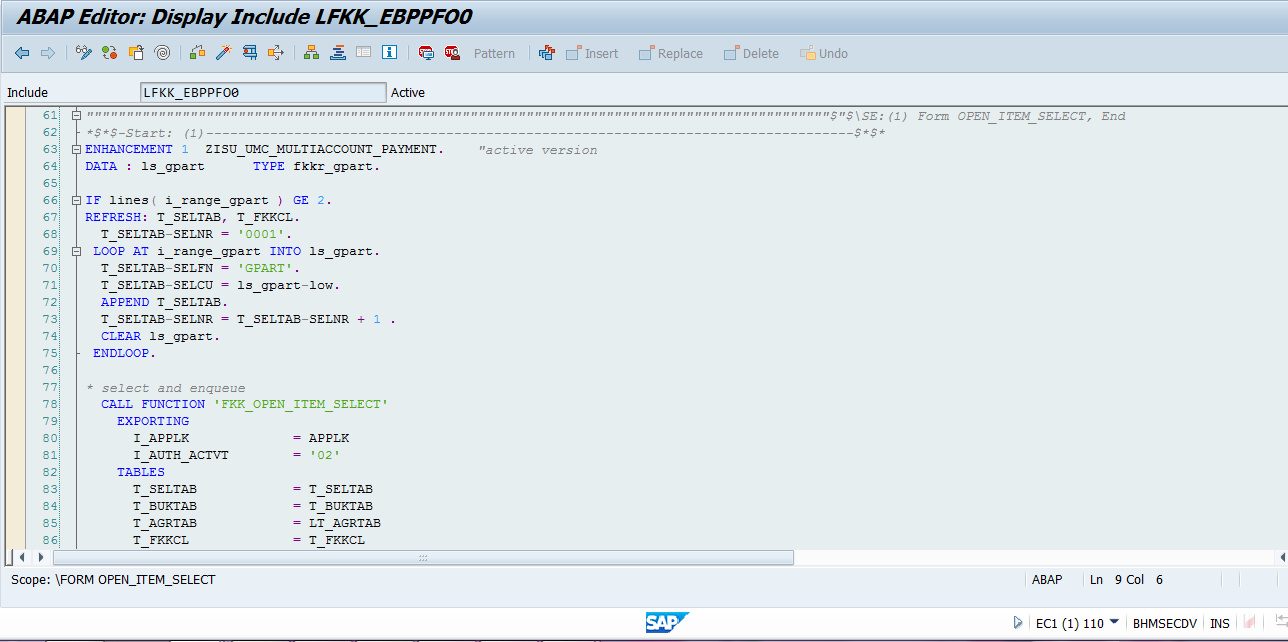 ABAP Editor: Display Include LFKK_EBPPFO0
Pattern Insert Replace Delete Undo
Include LFKK_EBPPFO0 Active
61 """""""""""""""""""""""""""""""""""""""""""""""""""""""""""""""""""""""""""""""""""""""""""""$"$\SE:(1) Form OPEN_ITEM_SELECT, End
62 *$*$-Start: (1)---------------------------------------------------------------------------------$*$*
63 ENHANCEMENT 1  ZISU_UMC_MULTIACCOUNT_PAYMENT.    "active version
64 DATA : ls_gpart      TYPE fkkr_gpart.
65
66 IF lines( i_range_gpart ) GE 2.
67 REFRESH: T_SELTAB, T_FKKCL.
68   T_SELTAB-SELNR = '0001'.
69  LOOP AT i_range_gpart INTO ls_gpart.
70   T_SELTAB-SELFN = 'GPART'.
71   T_SELTAB-SELCU = ls_gpart-low.
72   APPEND T_SELTAB.
73   T_SELTAB-SELNR = T_SELTAB-SELNR + 1 .
74   CLEAR ls_gpart.
75  ENDLOOP.
76
77 * select and enqueue
78   CALL FUNCTION 'FKK_OPEN_ITEM_SELECT'
79     EXPORTING
80       I_APPLK             = APPLK
81       I_AUTH_ACTVT        = '02'
82     TABLES
83       T_SELTAB            = T_SELTAB
84       T_BUKTAB            = T_BUKTAB
85       T_AGRTAB            = LT_AGRTAB
86       T_FKKCL             = T_FKKCL
Scope: \FORM OPEN_ITEM_SELECT ABAP Ln 9 Col 6
SAP EC1 (1) 110 BHMSECDV INS